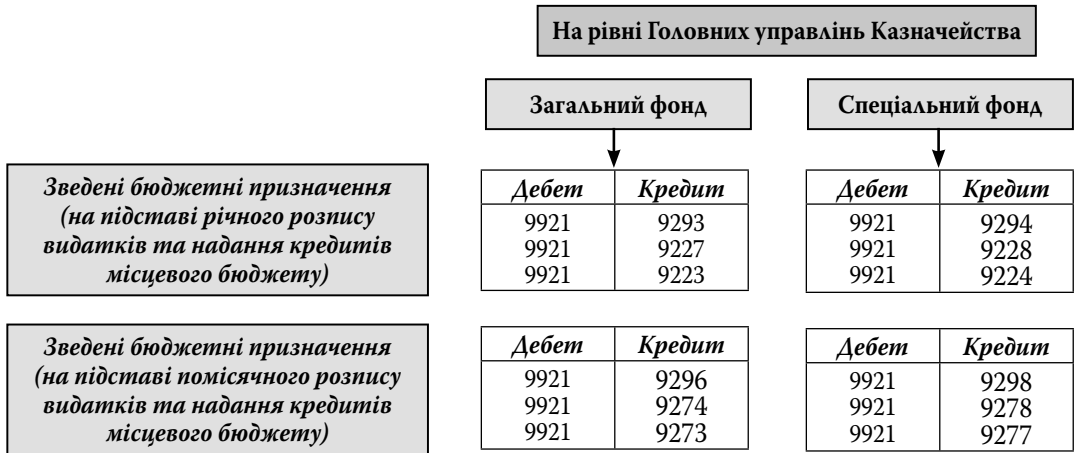 На рівні Головних управлінь Казначейства
Загальний фонд
Спеціальний фонд
Зведені бюджетні призначення
(на підставі річного розпису
видатків та надання кредитів
місцевого бюджету)
Дебет Кредит
9921 9293
9921 9227
9921 9223
Дебет Кредит
9921 9294
9921 9228
9921 9224
Зведені бюджетні призначення
(на підставі помісячного розпису
видатків та надання кредитів
місцевого бюджету)
Дебет Кредит
9921 9296
9921 9274
9921 9273
Дебет Кредит
9921 9298
9921 9278
9921 9277